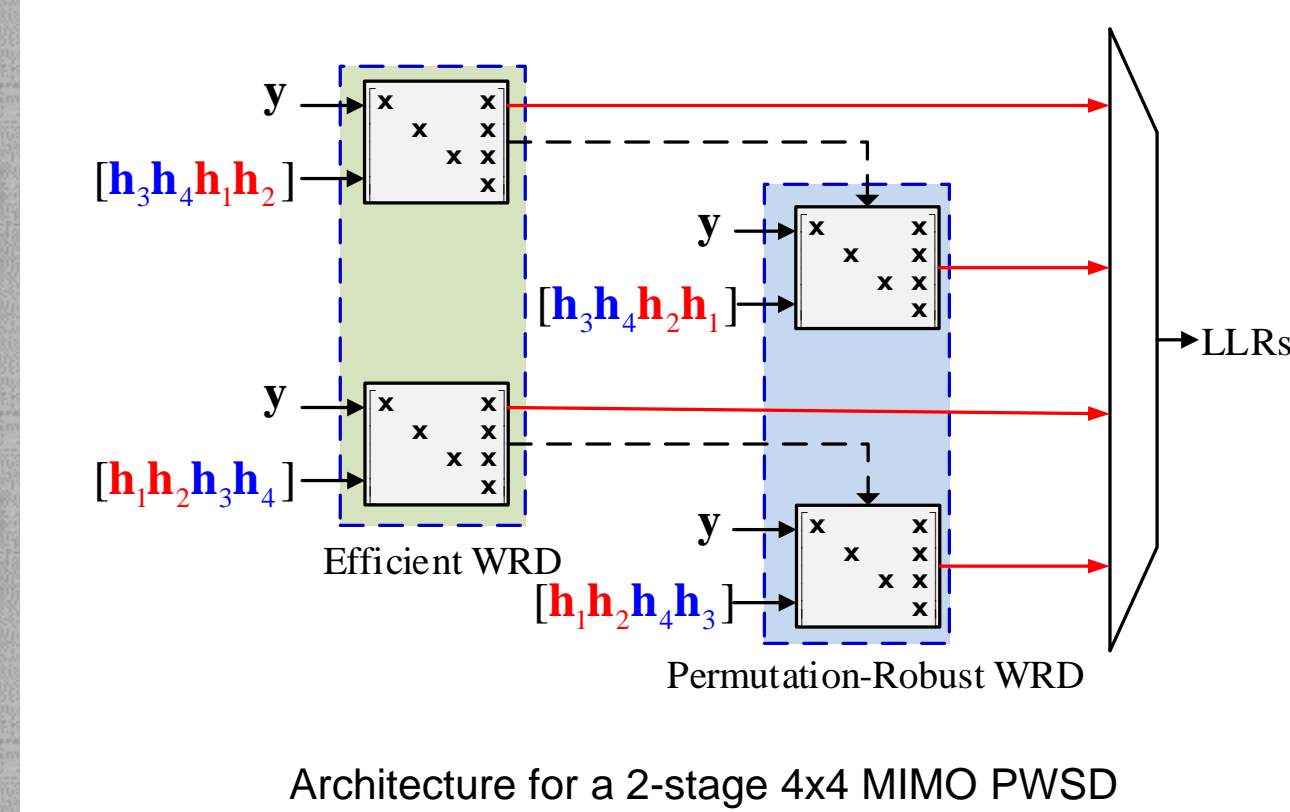 y
x x
x x
x x
x
[h₃h₄h₁h₂]
y
x x
x x
x x
x
[h₃h₄h₂h₁]
LLRs
y
x x
x x
x x
x
[h₁h₂h₃h₄]
y
x x
x x
x x
x
[h₁h₂h₄h₃]
Efficient WRD
Permutation-Robust WRD
Architecture for a 2-stage 4x4 MIMO PWSD